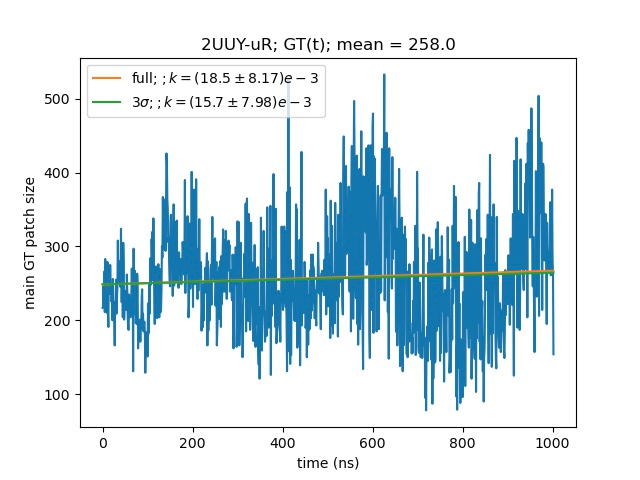 2UUY-uR; GT(t); mean = 258.0
full; ; k = (18.5 ± 8.17)e − 3
3σ; ; k = (15.7 ± 7.98)e − 3
main GT patch size
500
400
300
200
100
0 200 400 600 800 1000
time (ns)